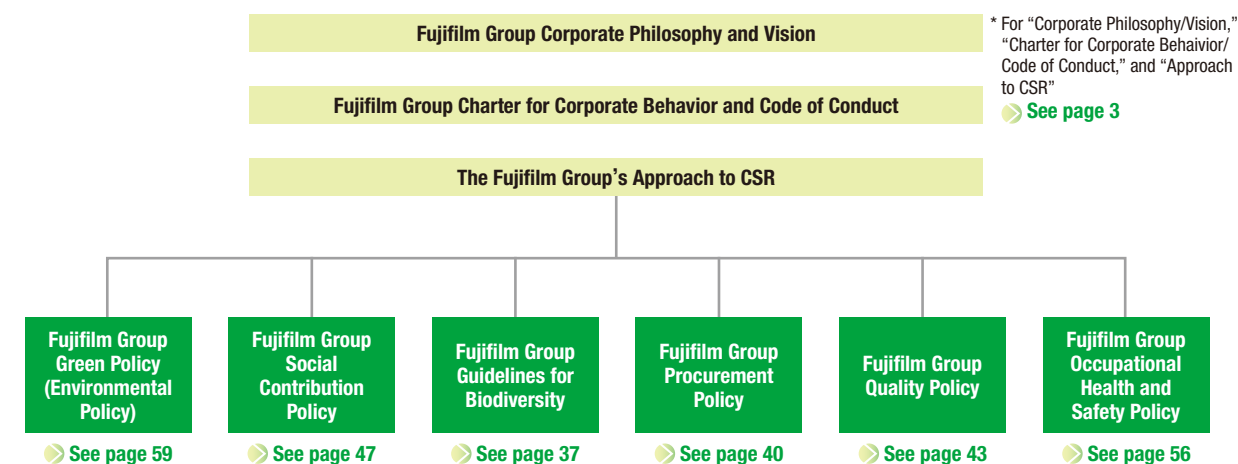 Fujifilm Group Corporate Philosophy and Vision
* For “Corporate Philosophy/Vision,”
“Charter for Corporate Behaivior/
Code of Conduct,” and “Approach
to CSR”
See page 3
Fujifilm Group Charter for Corporate Behavior and Code of Conduct
The Fujifilm Group’s Approach to CSR
Fujifilm Group
Green Policy
(Environmental
Policy)
See page 59
Fujifilm Group
Social
Contribution
Policy
See page 47
Fujifilm Group
Guidelines for
Biodiversity
See page 37
Fujifilm Group
Procurement
Policy
See page 40
Fujifilm Group
Quality Policy
See page 43
Fujifilm Group
Occupational
Health and
Safety Policy
See page 56